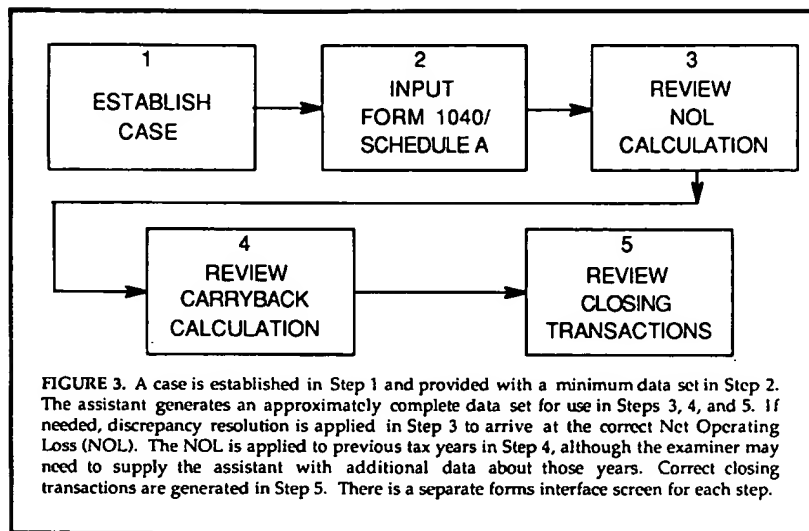 1
ESTABLISH
CASE
2
INPUT
FORM 1040/
SCHEDULE A
3
REVIEW
NOL
CALCULATION
4
REVIEW
CARRYBACK
CALCULATION
5
REVIEW
CLOSING
TRANSACTIONS
FIGURE 3. A case is established in Step 1 and provided with a minimum data set in Step 2.
The assistant generates an approximately complete data set for use in Steps 3, 4, and 5. If
needed, discrepancy resolution is applied in Step 3 to arrive at the correct Net Operating
Loss (NOL). The NOL is applied to previous tax years in Step 4, although the examiner may
need to supply the assistant with additional data about those years. Correct closing
transactions are generated in Step 5. There is a separate forms interface screen for each step.